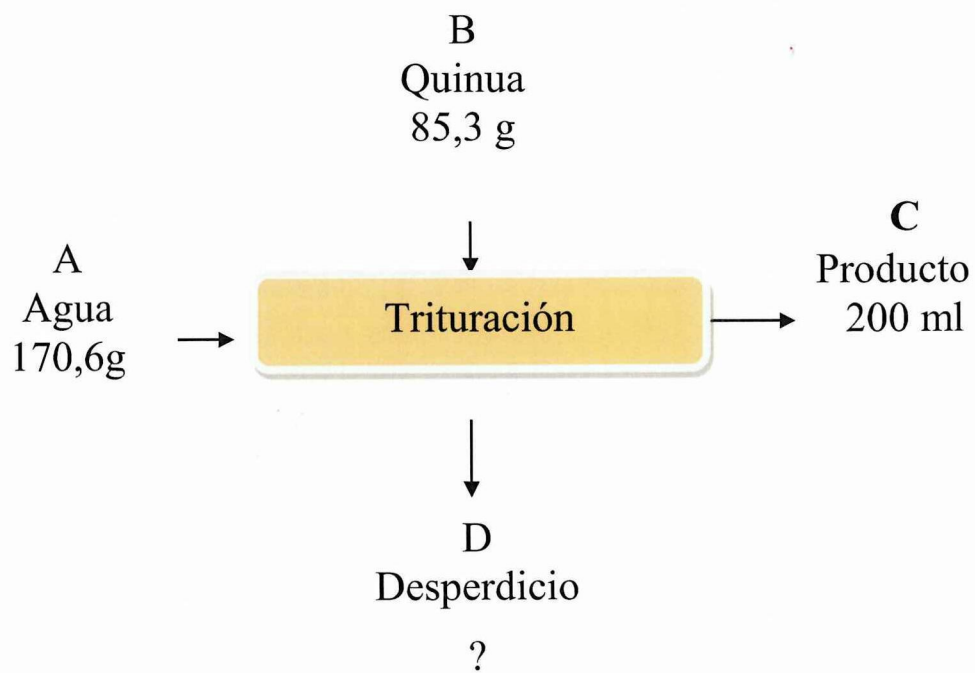 B
Quinua
85,3 g
A
Agua
170,6g
Trituración
C
Producto
200 ml
D
Desperdicio
?